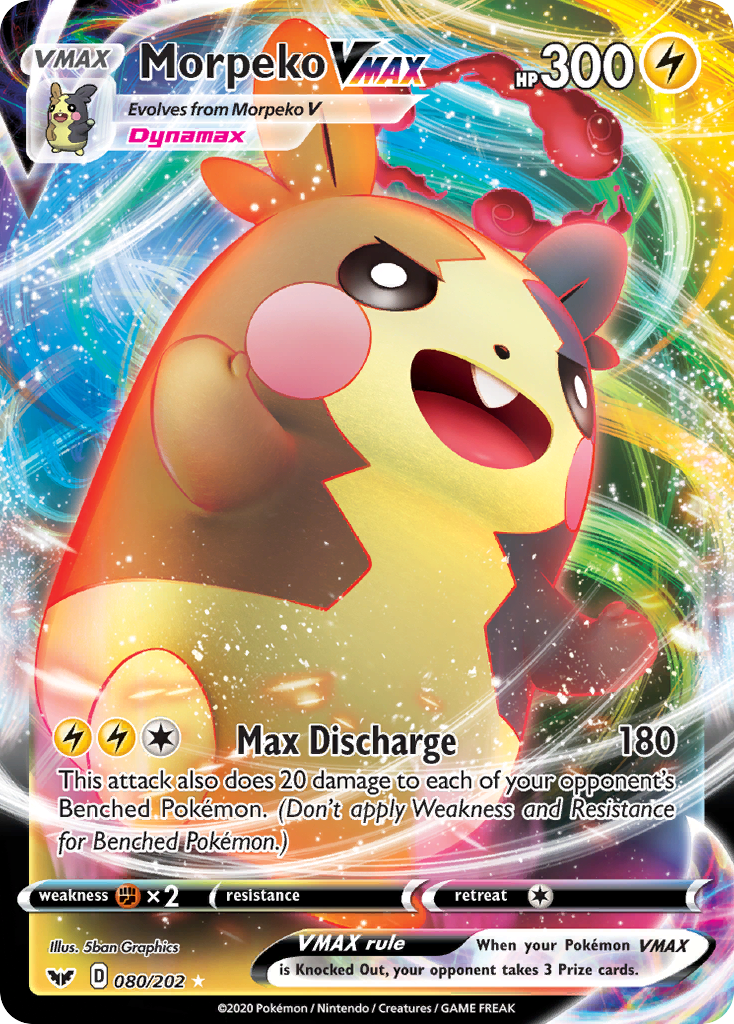 VMAX
Morpeko VMAX
HP 300
Evolves from Morpeko V
Dynamax
Max Discharge 180
This attack also does 20 damage to each of your opponent's
Benched Pokémon. (Don't apply Weakness and Resistance
for Benched Pokémon.)
weakness ×2 resistance retreat
Illus. 5ban Graphics
VMAX rule When your Pokémon VMAX
is Knocked Out, your opponent takes 3 Prize cards.
D 080/202
©2020 Pokémon / Nintendo / Creatures / GAME FREAK